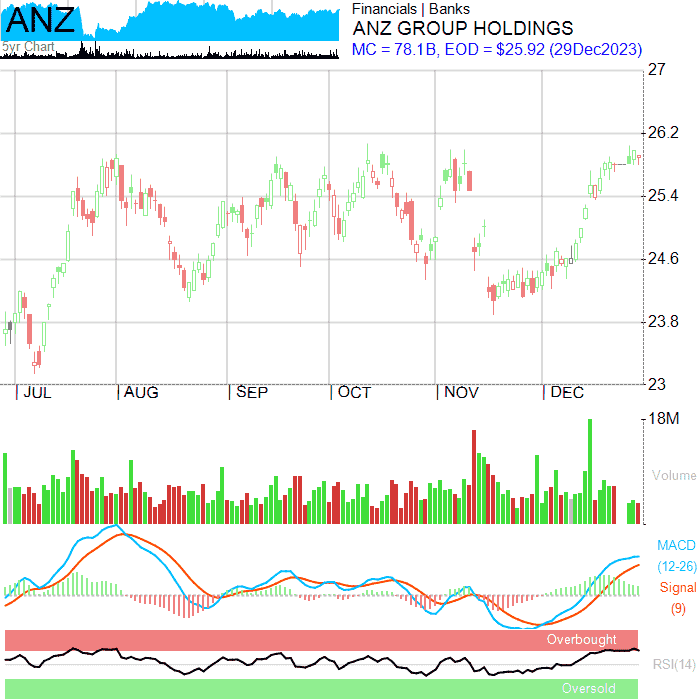 ANZ
5yr Chart
Financials | Banks
ANZ GROUP HOLDINGS
MC = 78.1B, EOD = $25.92 (29Dec2023)
27
26.2
25.4
24.6
23.8
23
JUL AUG SEP OCT NOV DEC
18M
Volume
MACD
(12-26)
Signal
(9)
Overbought
RSI(14)
Oversold